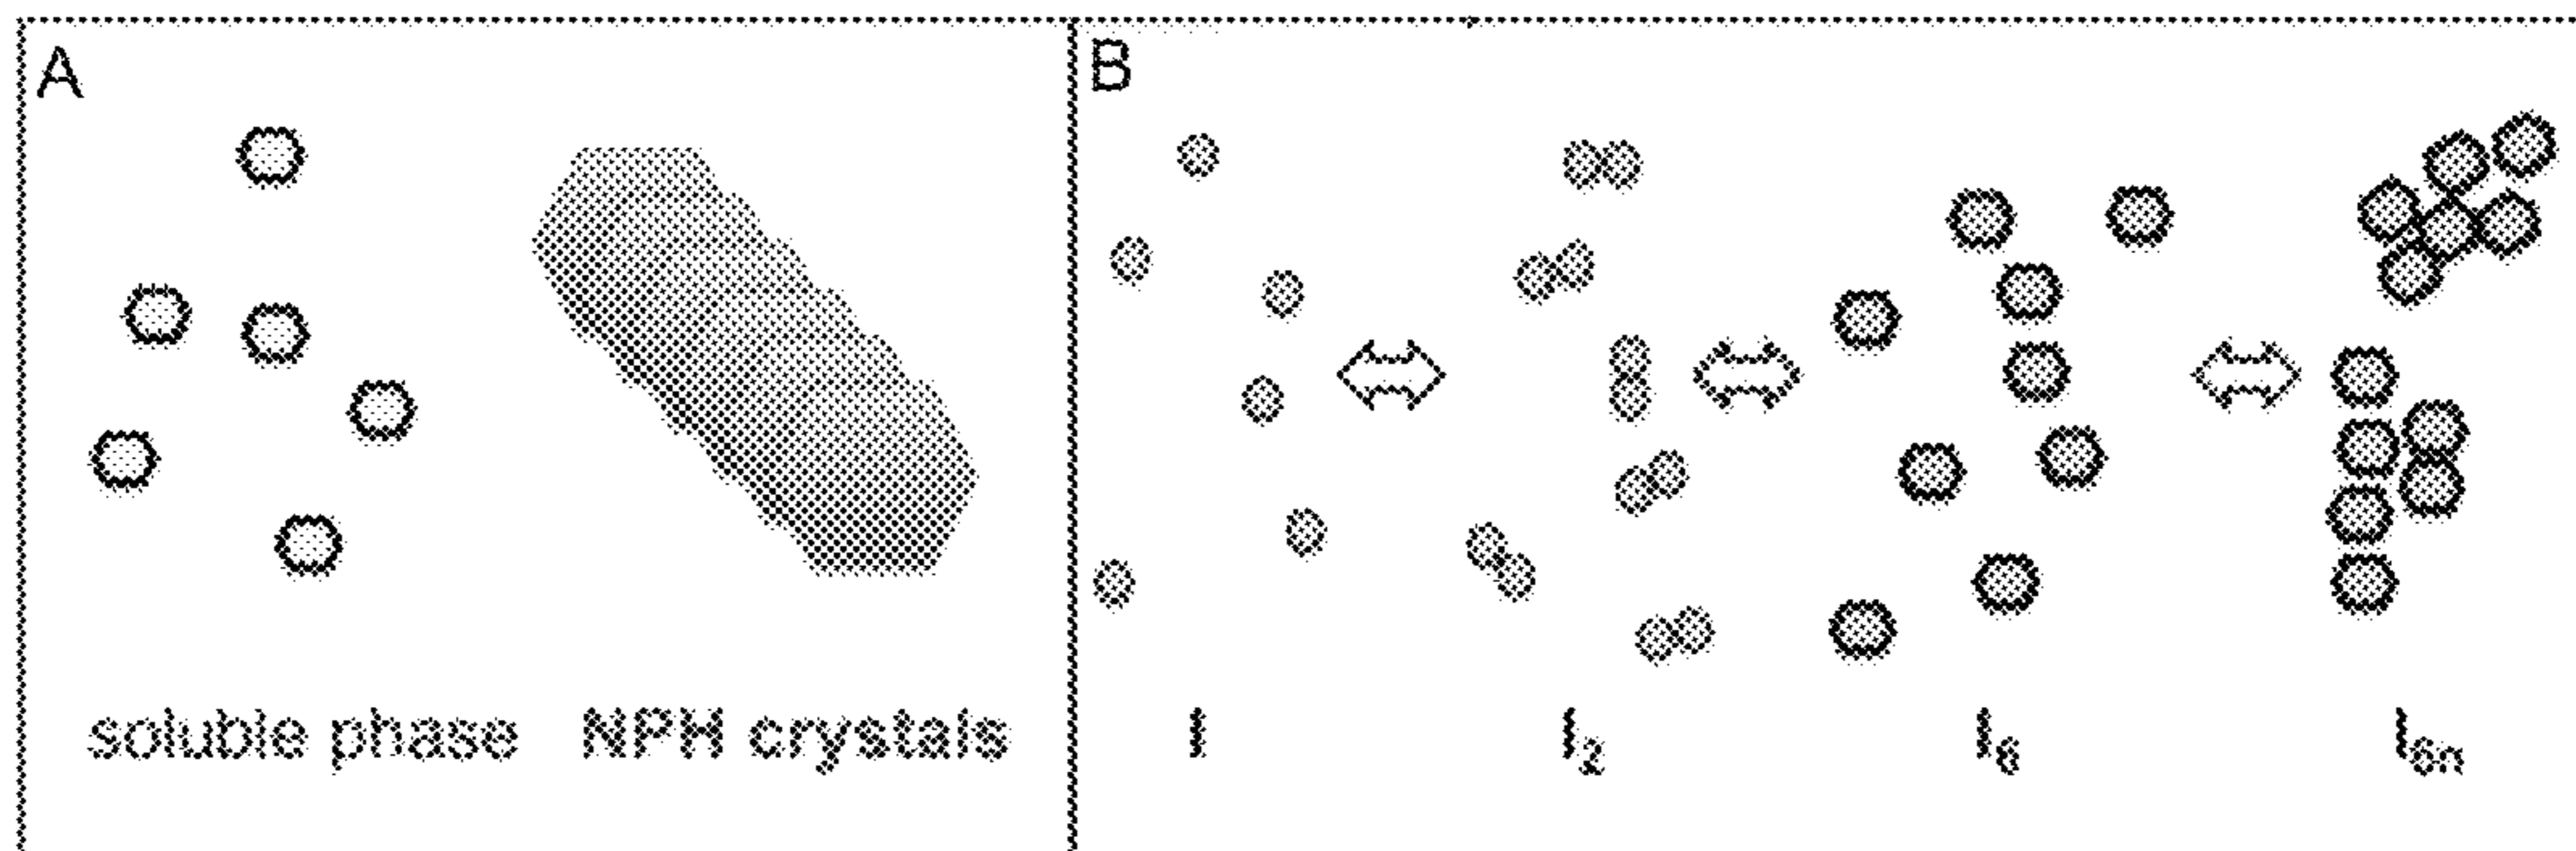 A
B
soluble phase NPH crystals
I I₂ I₆ I₆ₙ